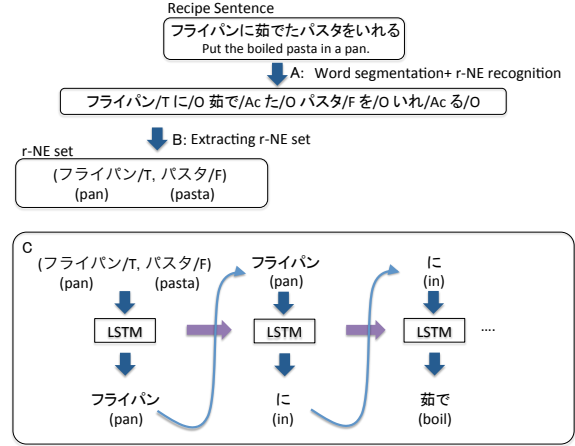 Recipe Sentence
フライパンに茹でたパスタをいれる
Put the boiled pasta in a pan.
A: Word segmentation+ r-NE recognition
フライパン/T に/O 茹で/Ac た/O パスタ/F を/O いれ/Ac る/O
B: Extracting r-NE set
r-NE set
(フライパン/T, パスタ/F)
(pan) (pasta)
C
(フライパン/T, パスタ/F) フライパン に
(pan) (pasta) (pan) (in)
LSTM LSTM LSTM ....
フライパン に 茹で
(pan) (in) (boil)